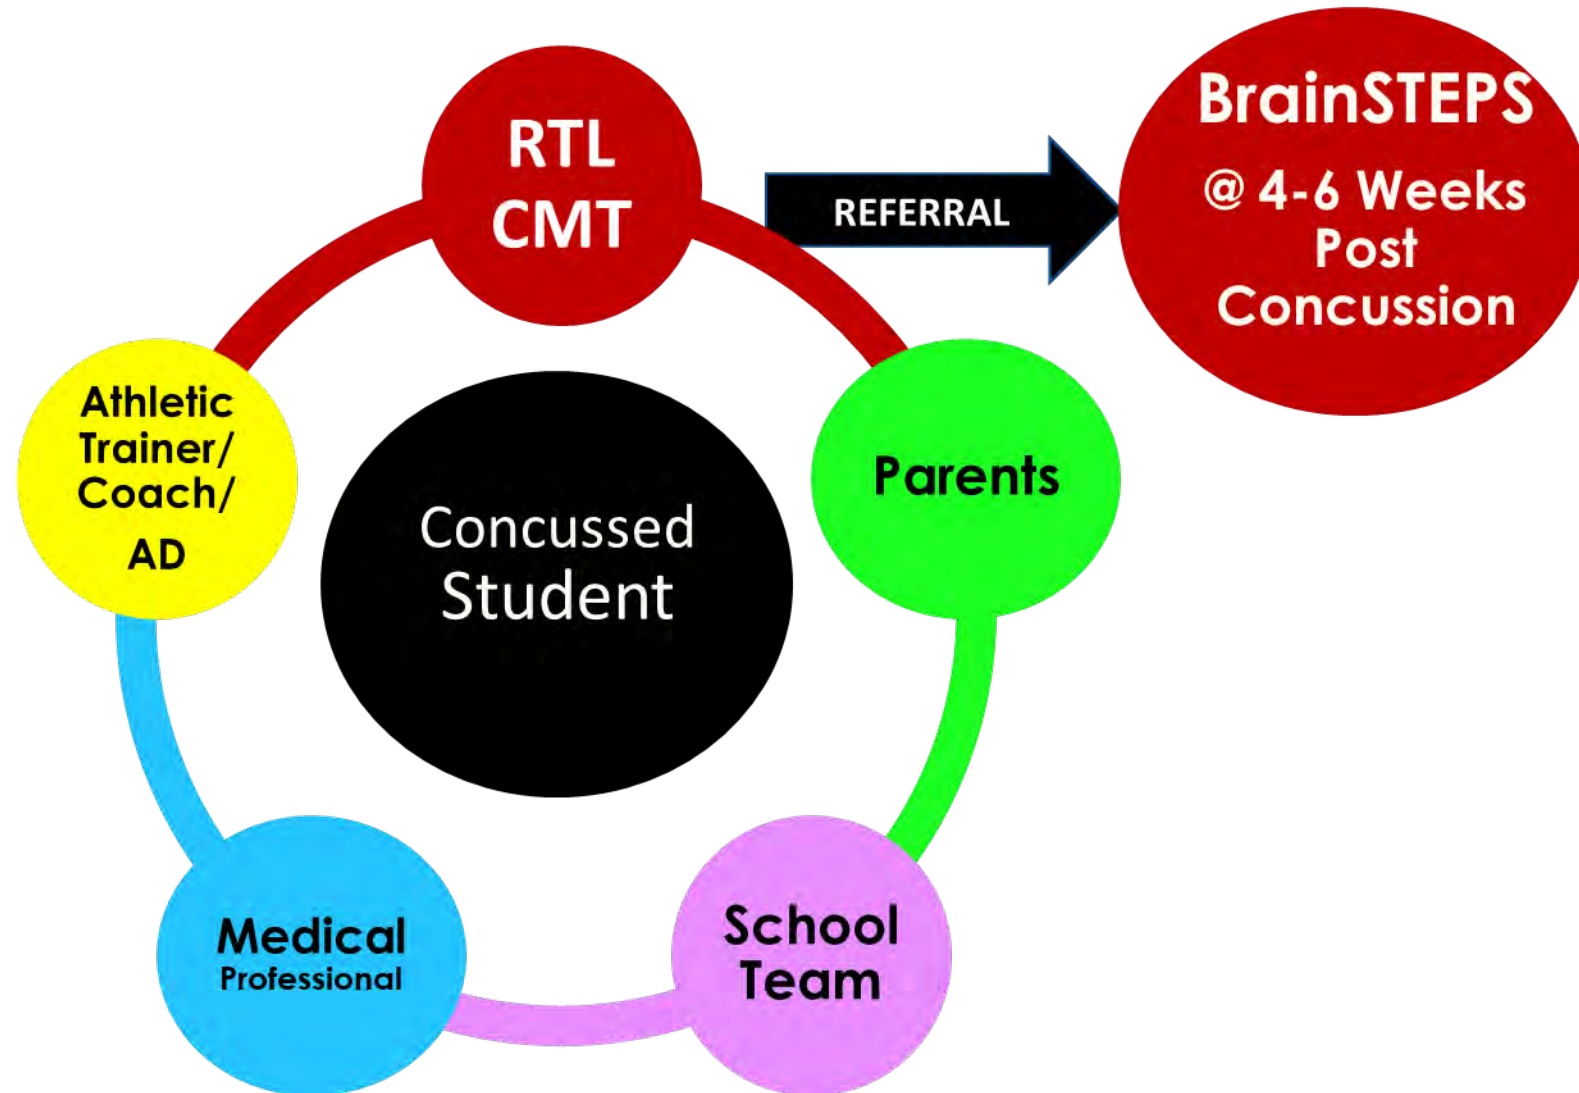 RTL
CMT
REFERRAL
BrainSTEPS
@ 4-6 Weeks
Post
Concussion
Athletic
Trainer/
Coach/
AD
Concussed
Student
Parents
Medical
Professional
School
Team